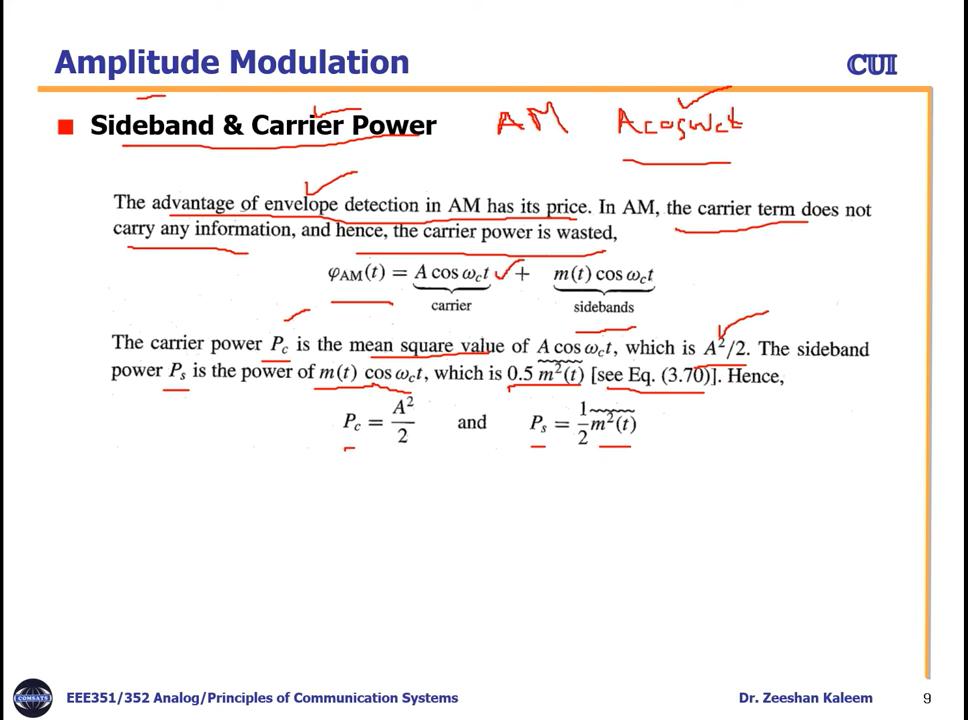 Amplitude Modulation
CUI
Sideband & Carrier Power
AM Acosωct
The advantage of envelope detection in AM has its price. In AM, the carrier term does not
carry any information, and hence, the carrier power is wasted,
φAM(t) = A cos ωct + m(t) cos ωct
carrier sidebands
The carrier power Pc is the mean square value of A cos ωct, which is A²/2. The sideband
power Ps is the power of m(t) cos ωct, which is 0.5 m²(t) [see Eq. (3.70)]. Hence,
Pc = A²/2 and Ps = 1/2 m²(t)
COMSATS
EEE351/352 Analog/Principles of Communication Systems
Dr. Zeeshan Kaleem
9